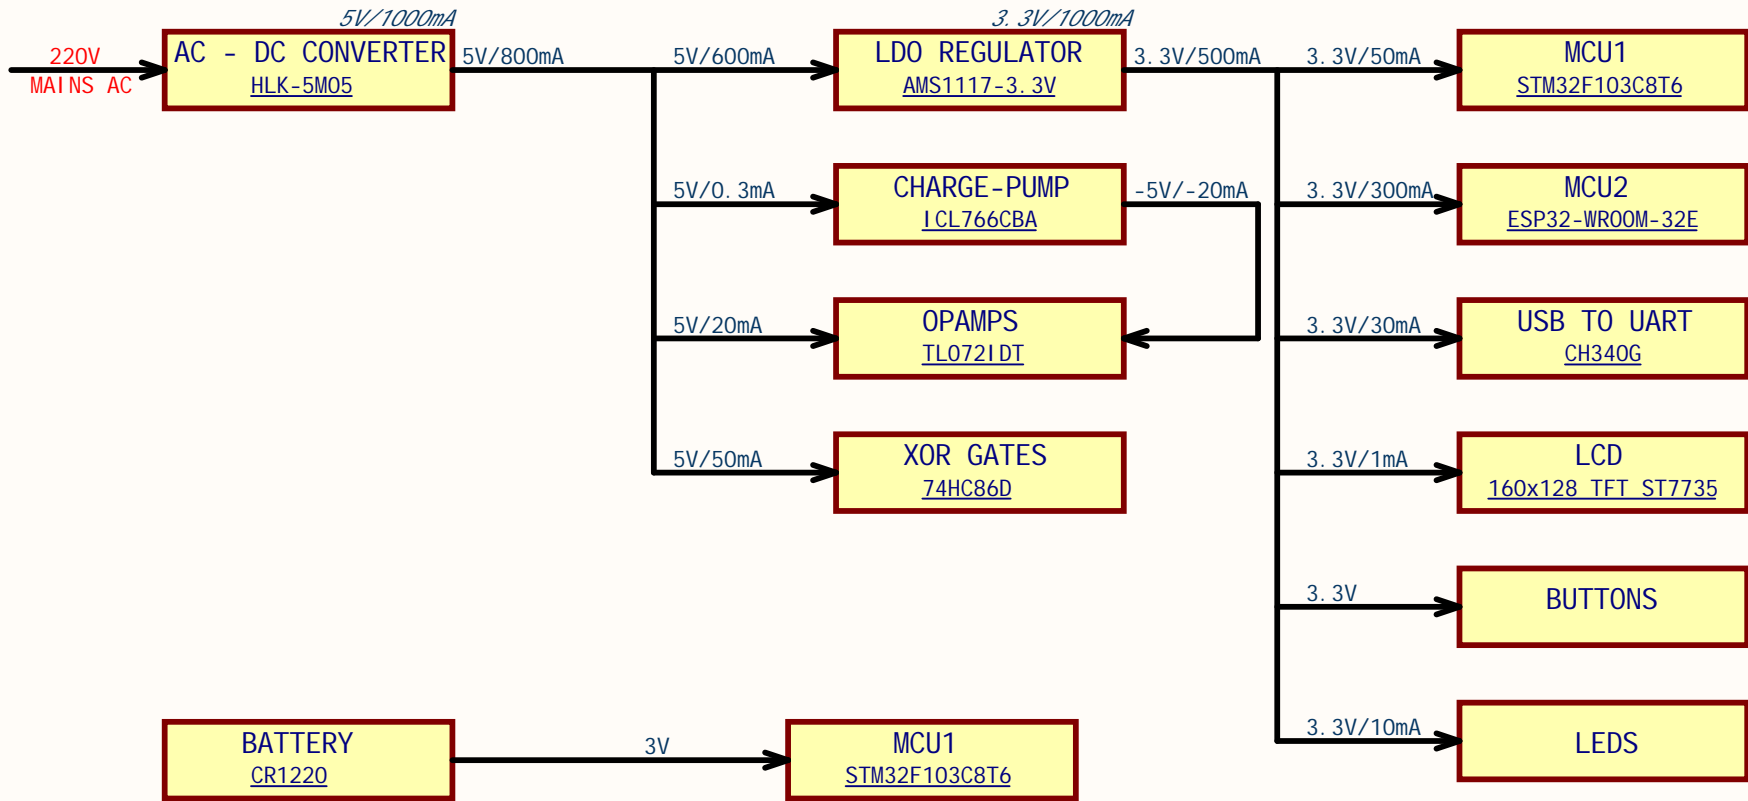 5V/1000mA
3.3V/1000mA
220V
MAINS AC
AC - DC CONVERTER
HLK-5M05
5V/800mA
5V/600mA
LDO REGULATOR
AMS1117-3.3V
3.3V/500mA
3.3V/50mA
MCU1
STM32F103C8T6
5V/0.3mA
CHARGE-PUMP
ICL766CBA
-5V/-20mA
3.3V/300mA
MCU2
ESP32-WROOM-32E
5V/20mA
OPAMPS
TL072IDT
3.3V/30mA
USB TO UART
CH340G
5V/50mA
XOR GATES
74HC86D
3.3V/1mA
LCD
160x128 TFT ST7735
3.3V
BUTTONS
BATTERY
CR1220
3V
MCU1
STM32F103C8T6
3.3V/10mA
LEDS